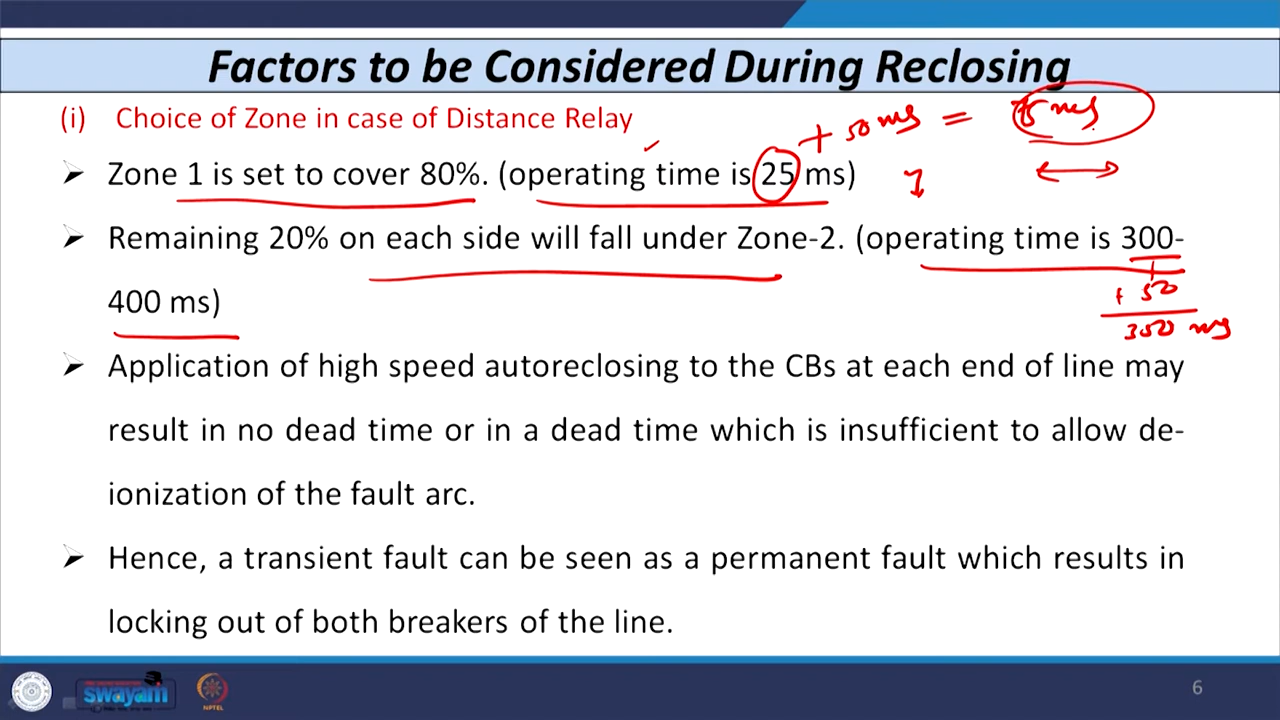 Factors to be Considered During Reclosing
(i) Choice of Zone in case of Distance Relay
+ 50 ms = 75 ms
➢ Zone 1 is set to cover 80%. (operating time is 25 ms)
➢ Remaining 20% on each side will fall under Zone-2. (operating time is 300-
400 ms)
+ 50
350 ms
➢ Application of high speed autoreclosing to the CBs at each end of line may
result in no dead time or in a dead time which is insufficient to allow de-
ionization of the fault arc.
➢ Hence, a transient fault can be seen as a permanent fault which results in
locking out of both breakers of the line.
swayam
NPTEL
6